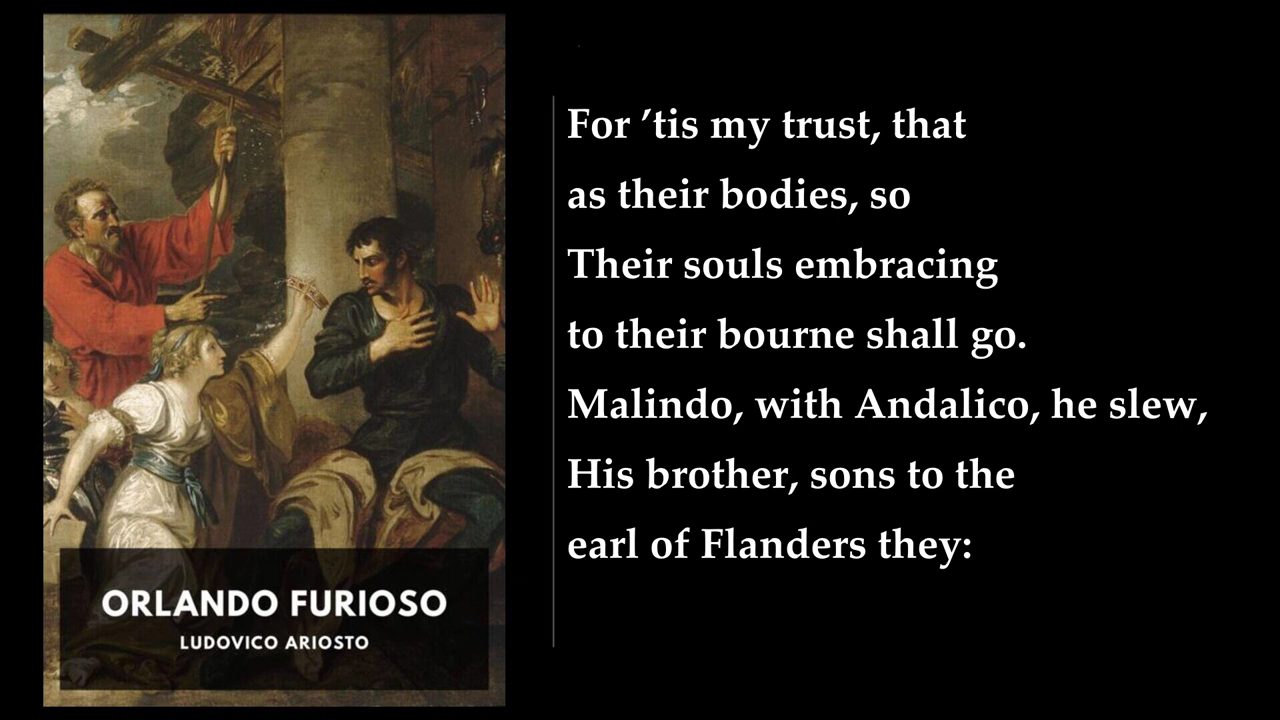 ORLANDO FURIOSO
LUDOVICO ARIOSTO
For ’tis my trust, that
as their bodies, so
Their souls embracing
to their bourne shall go.
Malindo, with Andalico, he slew,
His brother, sons to the
earl of Flanders they: